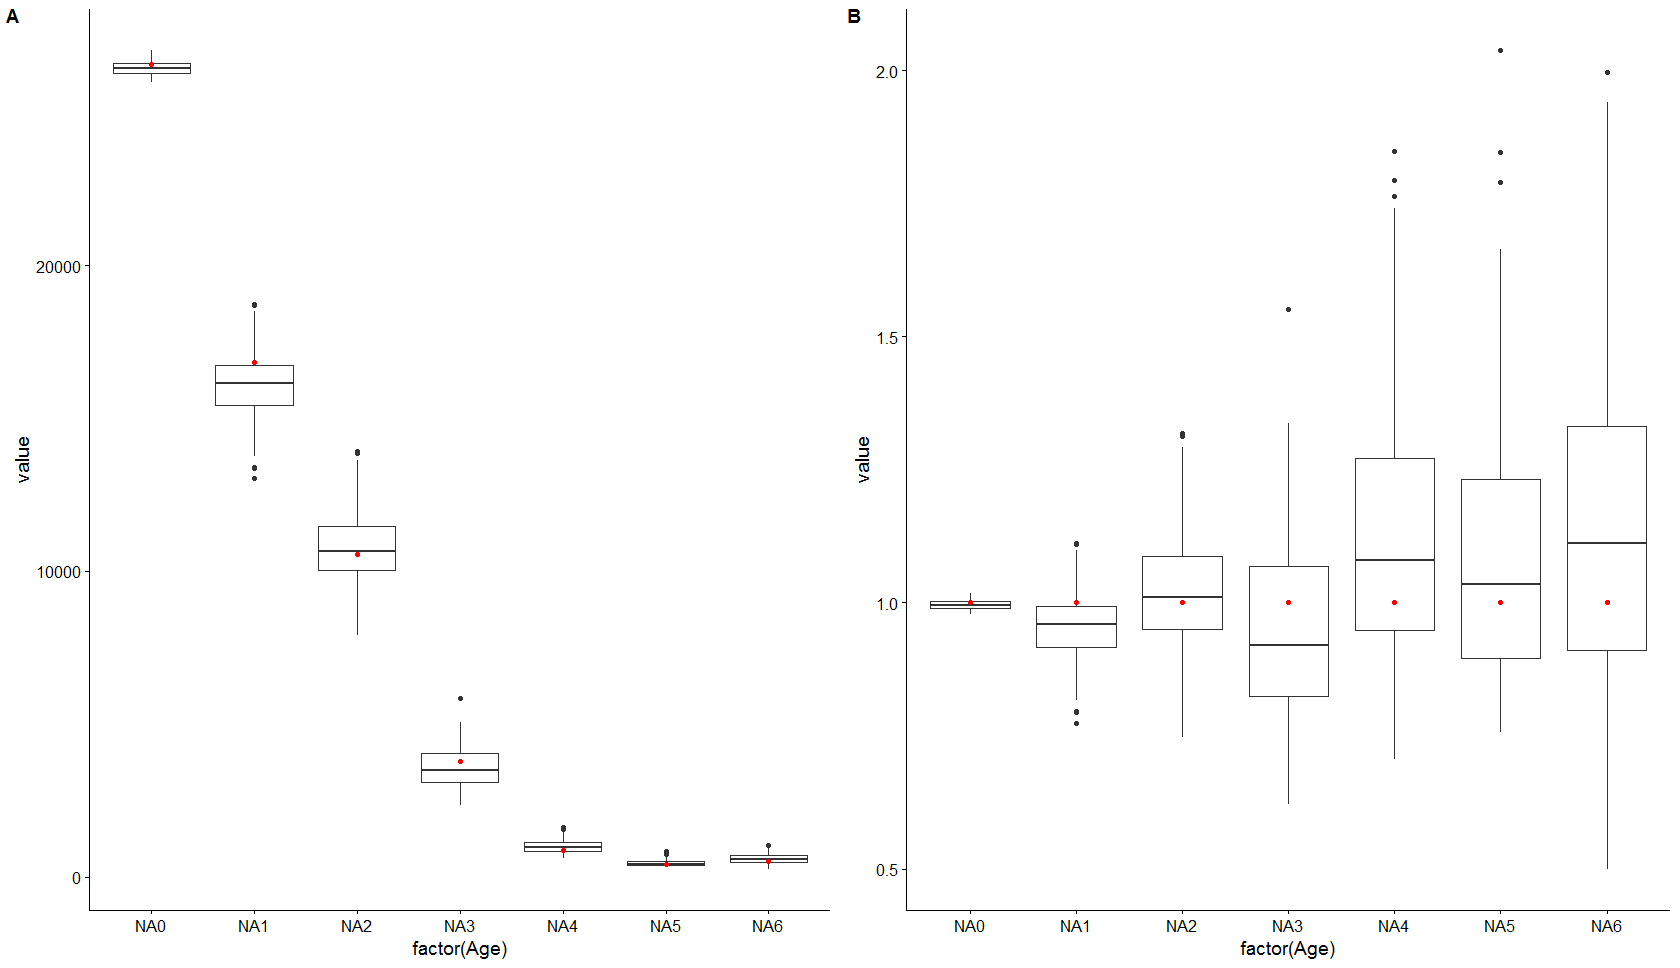 A
value
20000
10000
0
NA0 NA1 NA2 NA3 NA4 NA5 NA6
factor(Age)
B
value
2.0
1.5
1.0
0.5
NA0 NA1 NA2 NA3 NA4 NA5 NA6
factor(Age)